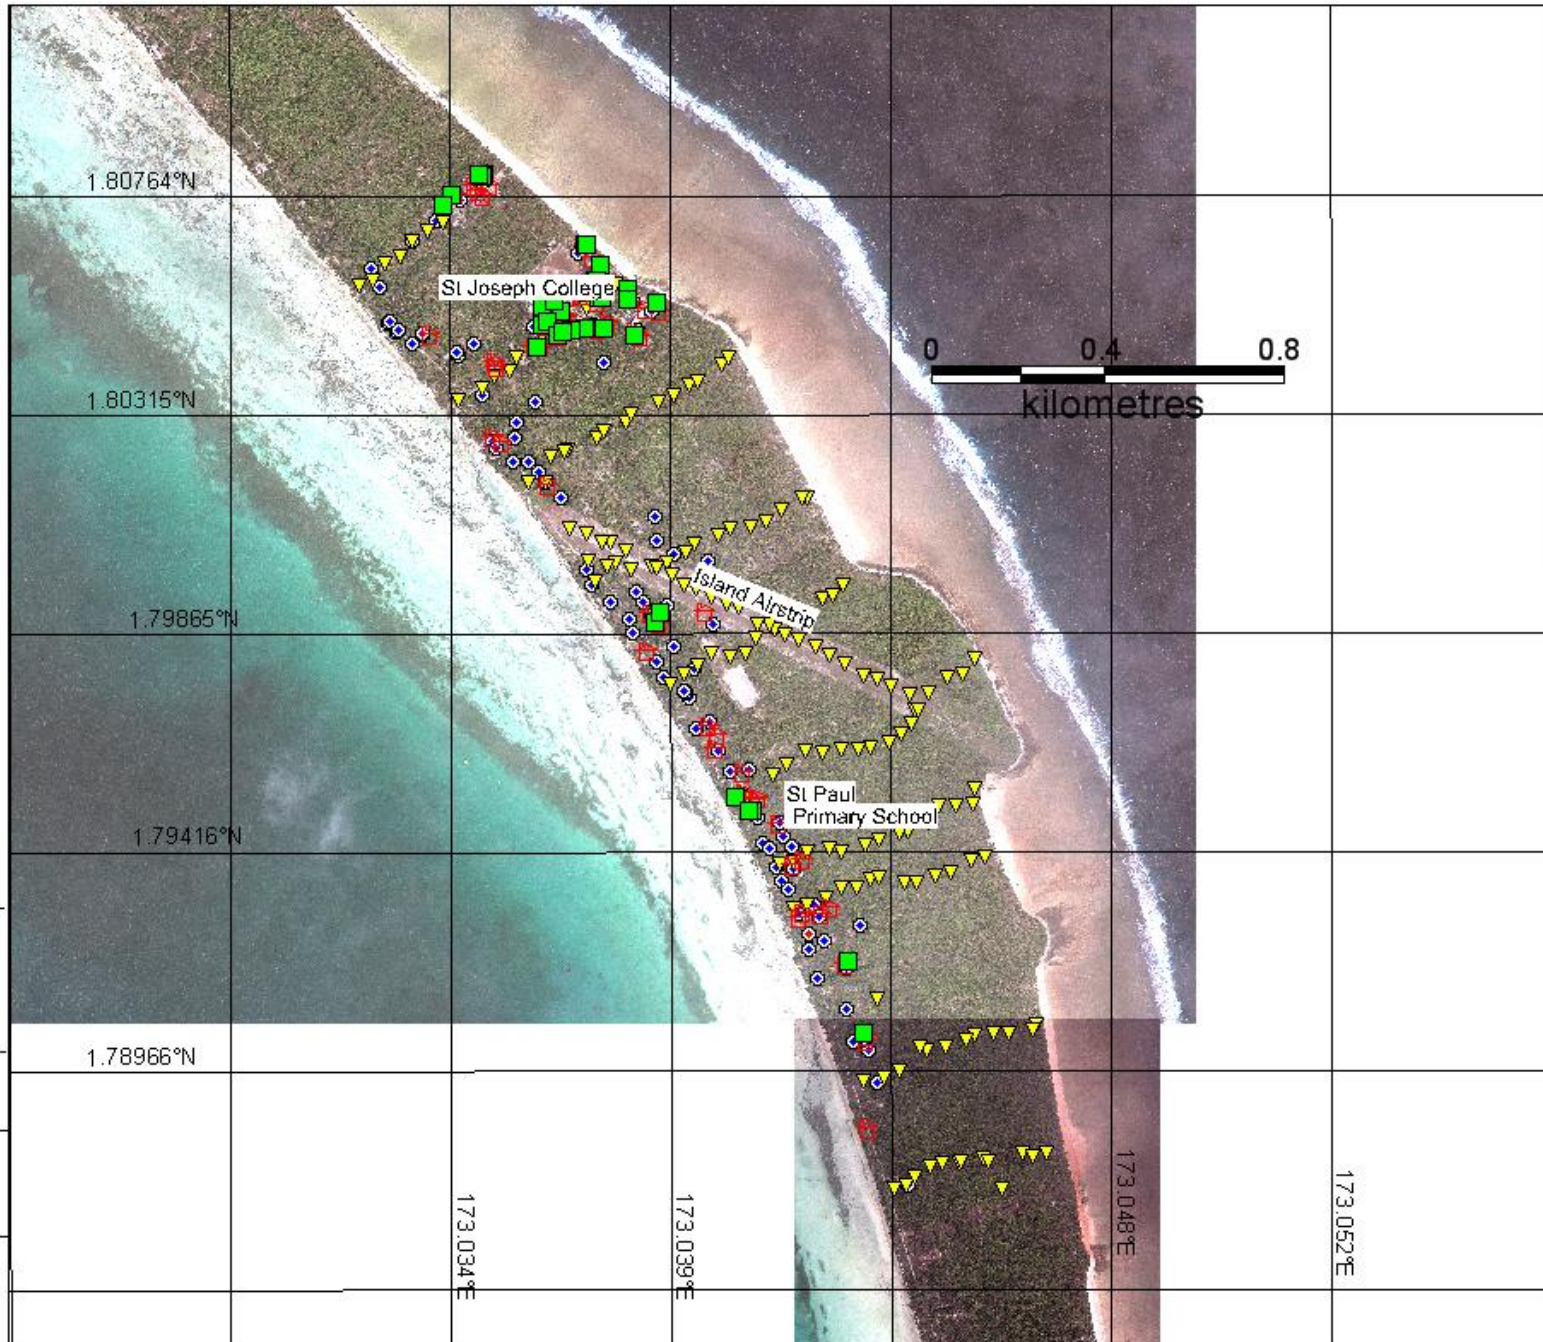 1.80764°N
St Joseph College
0 0.4 0.8
kilometres
1.80315°N
Island Airstrip
1.79865°N
St Paul
Primary School
1.79416°N
1.78966°N
173.034°E
173.039°E
173.048°E
173.052°E